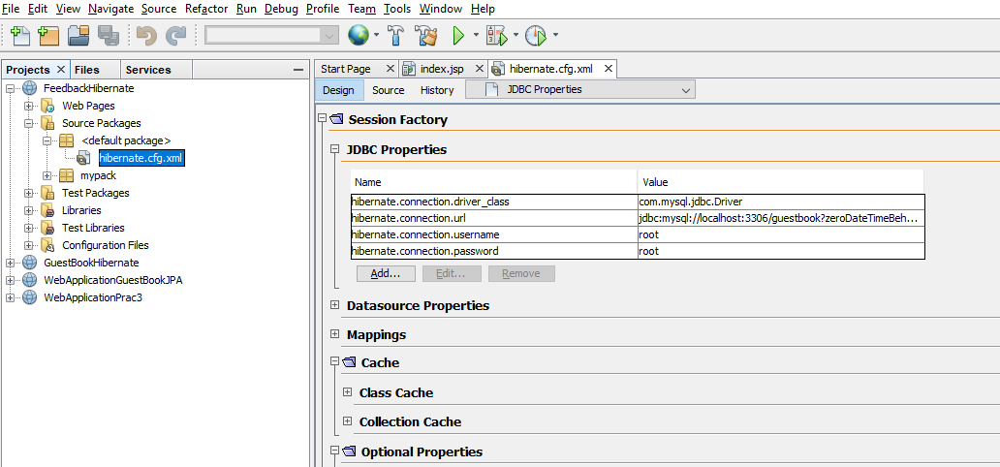 File Edit View Navigate Source Refactor Run Debug Profile Team Tools Window Help
Projects Files Services
Start Page index.jsp hibernate.cfg.xml
Design Source History JDBC Properties
FeedbackHibernate
Web Pages
Source Packages
<default package>
hibernate.cfg.xml
mypack
Test Packages
Libraries
Test Libraries
Configuration Files
GuestBookHibernate
WebApplicationGuestBookJPA
WebApplicationPrac3
Session Factory
JDBC Properties
Name Value
hibernate.connection.driver_class com.mysql.jdbc.Driver
hibernate.connection.url jdbc:mysql://localhost:3306/guestbook?zeroDateTimeBeh...
hibernate.connection.username root
hibernate.connection.password root
Add... Edit... Remove
Datasource Properties
Mappings
Cache
Class Cache
Collection Cache
Optional Properties